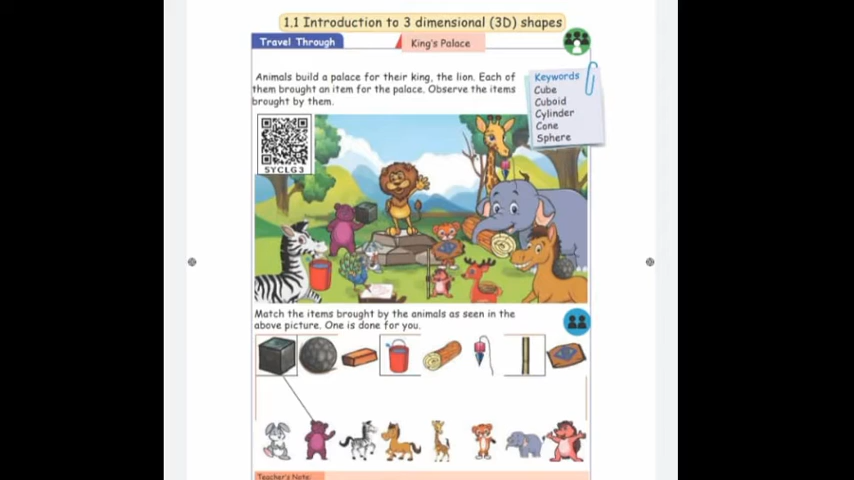 1.1 Introduction to 3 dimensional (3D) shapes
Travel Through
King's Palace
Animals build a palace for their king, the lion. Each of
them brought an item for the palace. Observe the items
brought by them.
Keywords
Cube
Cuboid
Cylinder
Cone
Sphere
5YCLG3
Match the items brought by the animals as seen in the
above picture. One is done for you.
Teacher's Note: